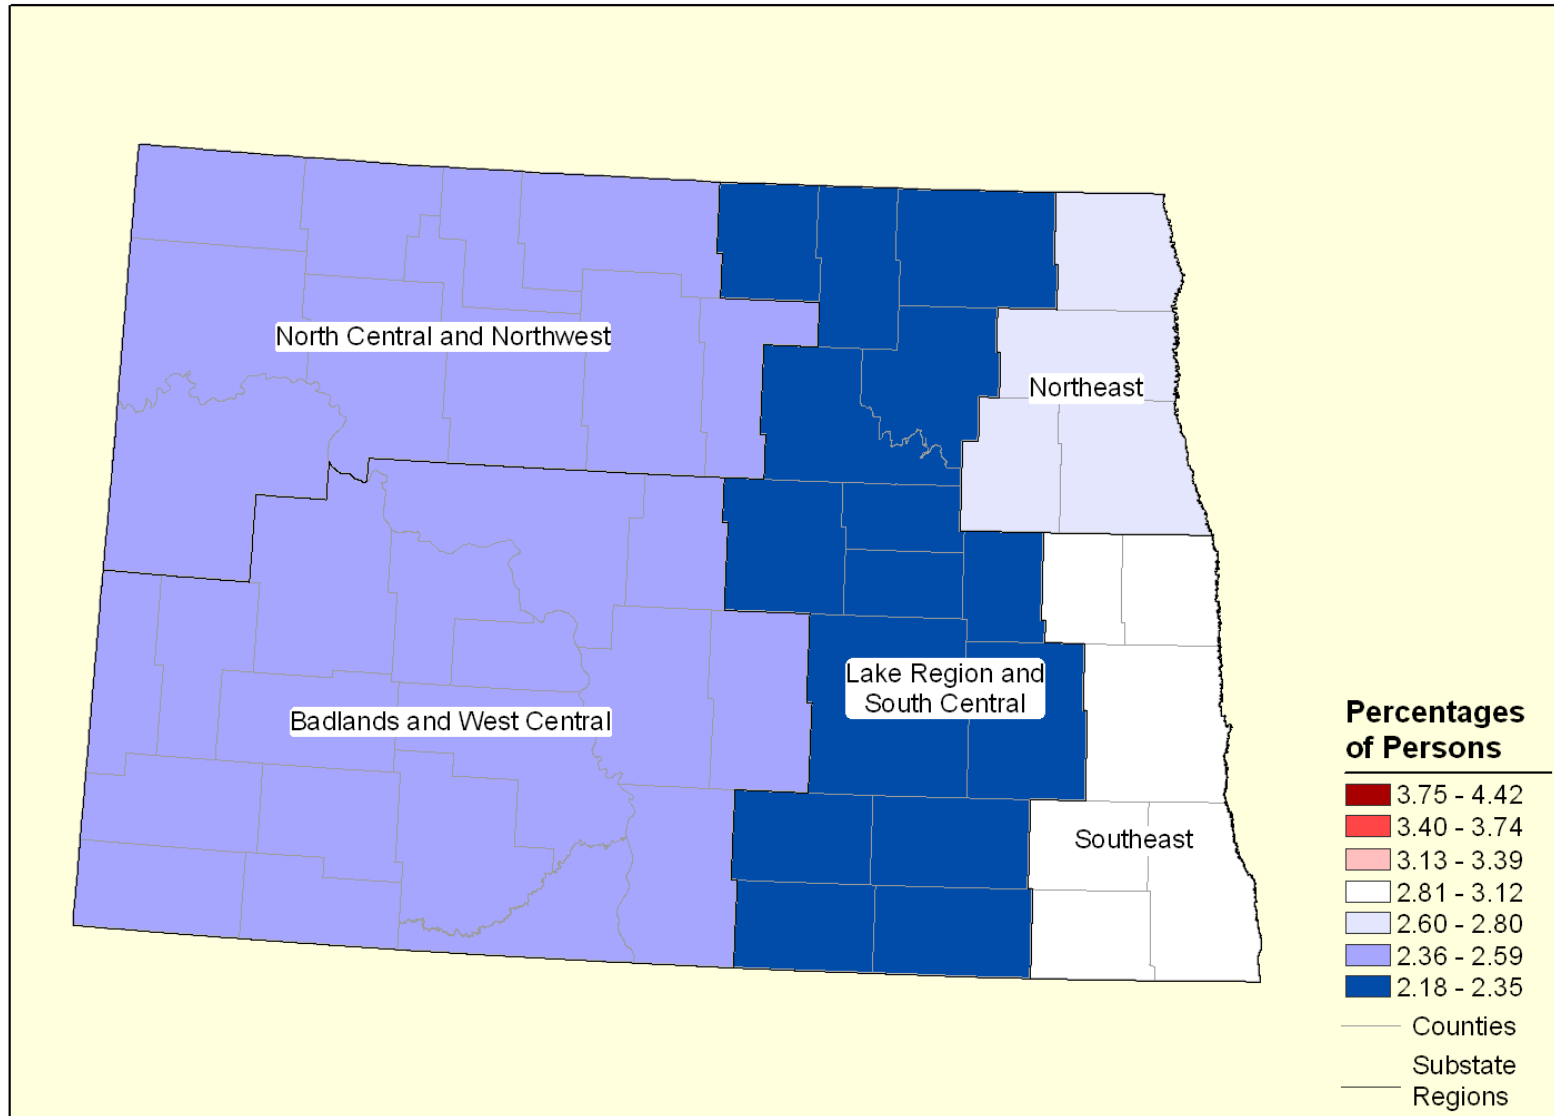 North Central and Northwest
Northeast
Lake Region and
South Central
Badlands and West Central
Southeast
Percentages
of Persons
3.75 - 4.42
3.40 - 3.74
3.13 - 3.39
2.81 - 3.12
2.60 - 2.80
2.36 - 2.59
2.18 - 2.35
Counties
Substate
Regions